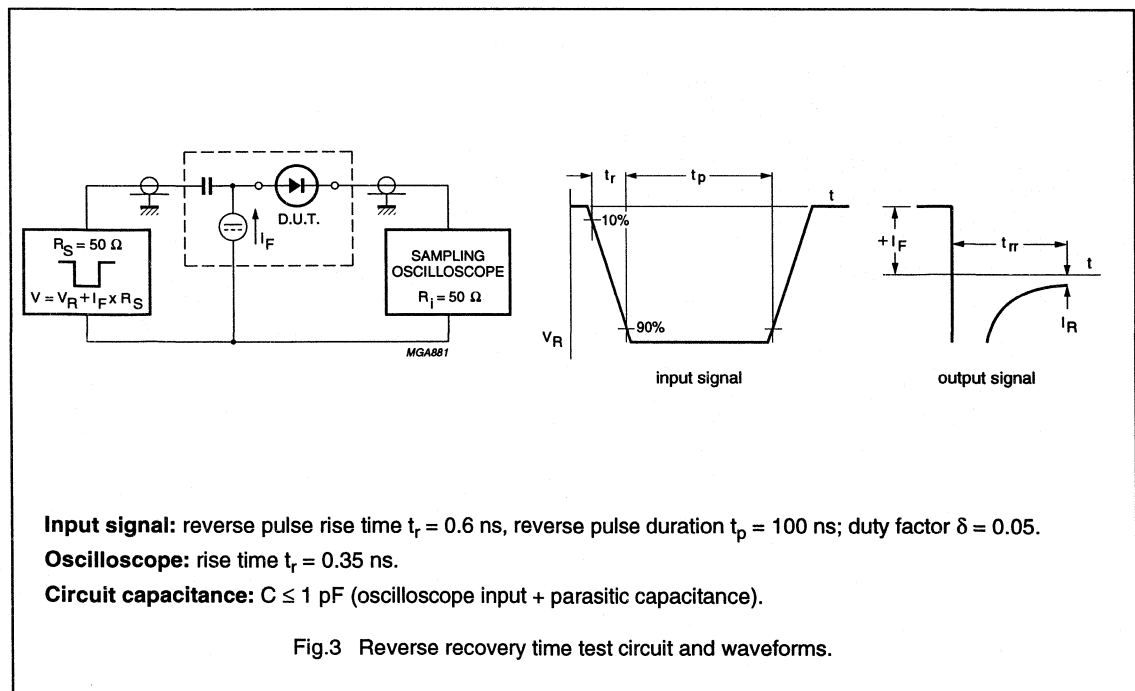 D.U.T.
I_F
R_S = 50 Ω
V = V_R + I_F x R_S
SAMPLING
OSCILLOSCOPE
R_i = 50 Ω
MGA881
t_r
t_p
t
10%
90%
V_R
input signal
+ I_F
t_rr
t
I_R
output signal
Input signal: reverse pulse rise time t_r = 0.6 ns, reverse pulse duration t_p = 100 ns; duty factor δ = 0.05.
Oscilloscope: rise time t_r = 0.35 ns.
Circuit capacitance: C ≤ 1 pF (oscilloscope input + parasitic capacitance).
Fig.3 Reverse recovery time test circuit and waveforms.